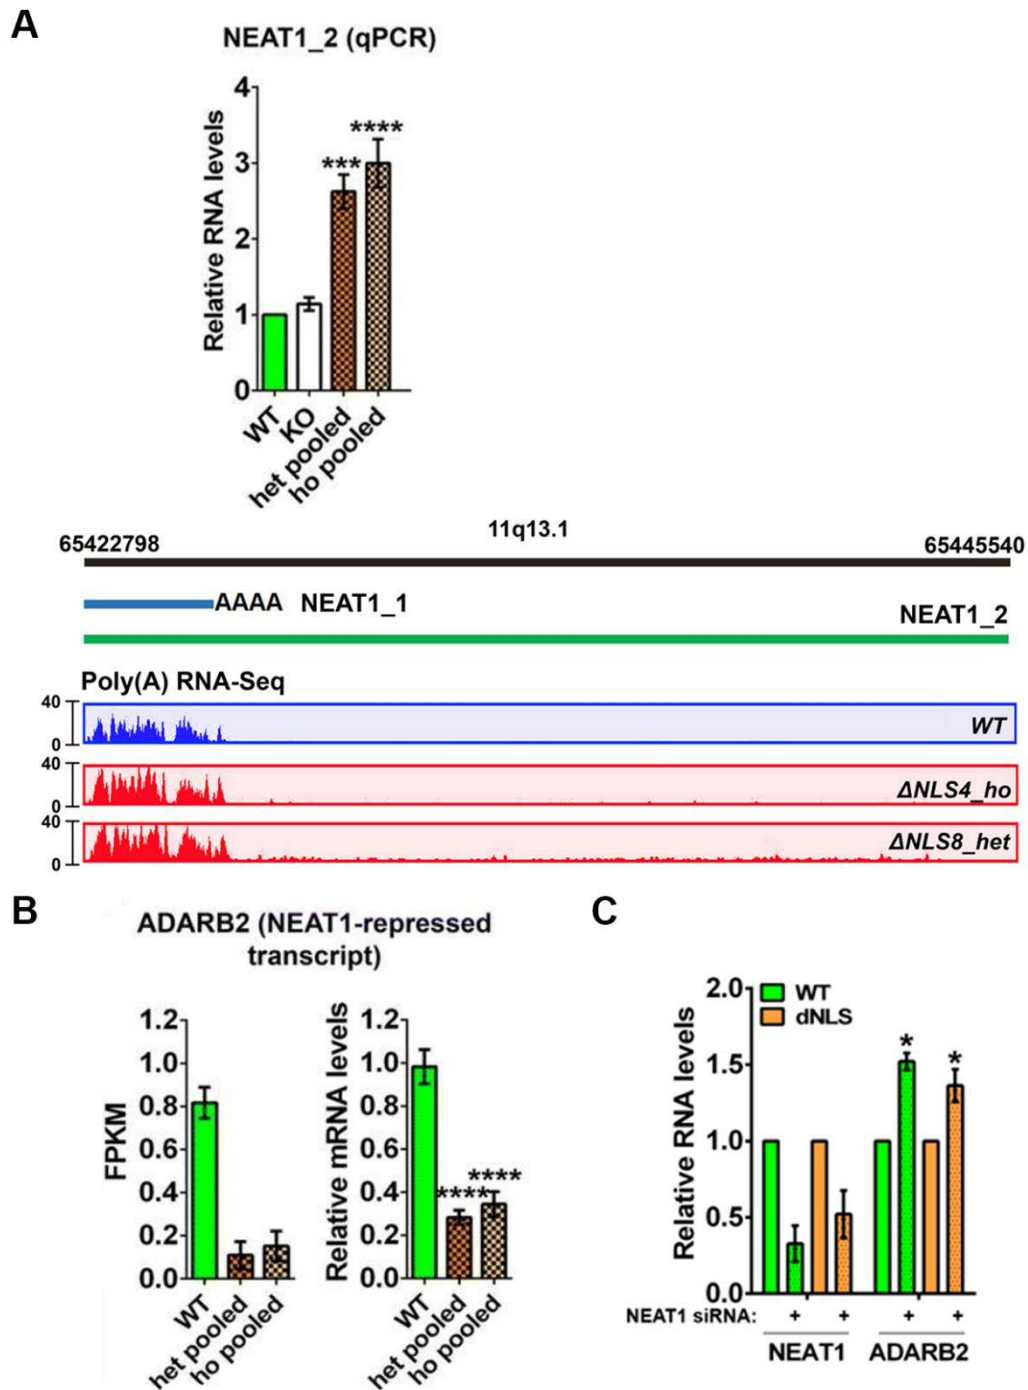 A
NEAT1_2 (qPCR)
Relative RNA levels
4
3
2
1
0
***
****
WT
KO
het pooled
ho pooled
11q13.1
65422798
65445540
AAAA NEAT1_1
NEAT1_2
Poly(A) RNA-Seq
40
0
WT
40
0
ΔNLS4_ho
40
0
ΔNLS8_het
B
ADARB2 (NEAT1-repressed
transcript)
FPKM
1.2
1.0
0.8
0.6
0.4
0.2
0.0
WT
het pooled
ho pooled
Relative mRNA levels
1.2
1.0
0.8
0.6
0.4
0.2
0.0
****
****
WT
het pooled
ho pooled
C
Relative RNA levels
2.0
1.5
1.0
0.5
0.0
WT
dNLS
*
*
NEAT1 siRNA: + + + +
NEAT1 ADARB2